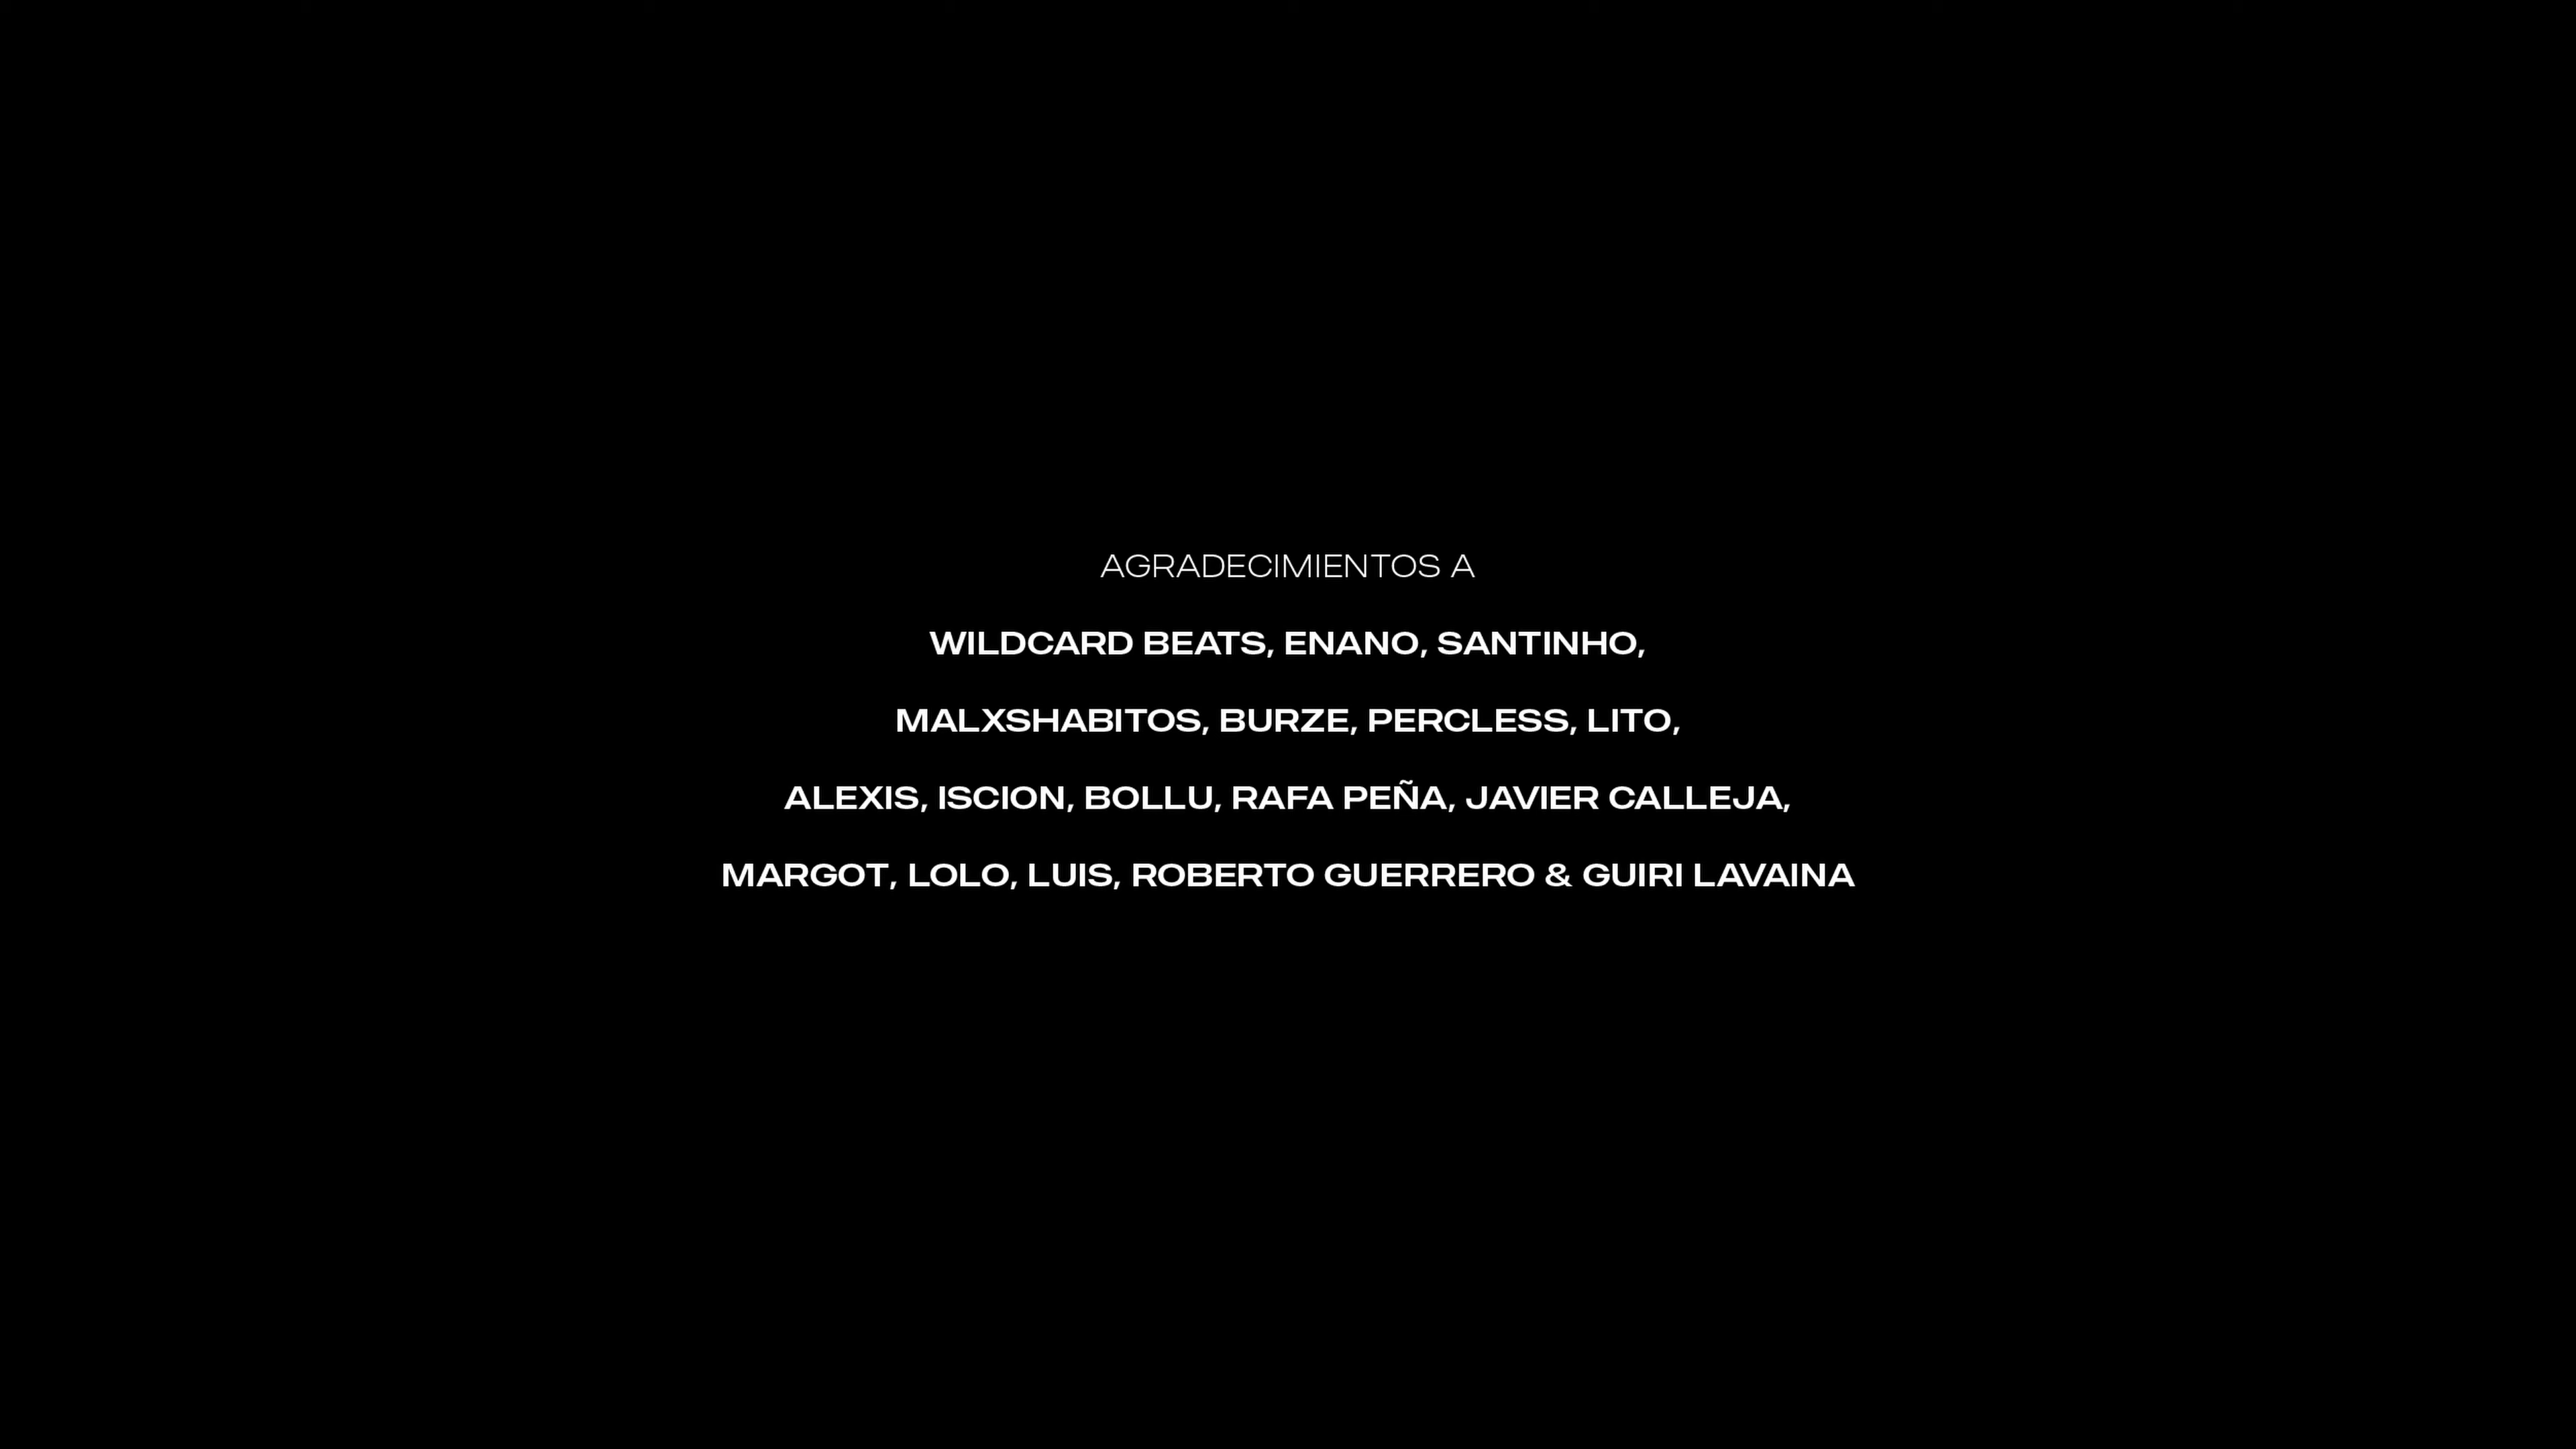 AGRADECIMIENTOS A
WILDCARD BEATS, ENANO, SANTINHO,
MALXSHABITOS, BURZE, PERCLESS, LITO,
ALEXIS, ISCION, BOLLU, RAFA PEÑA, JAVIER CALLEJA,
MARGOT, LOLO, LUIS, ROBERTO GUERRERO & GUIRI LAVAINA